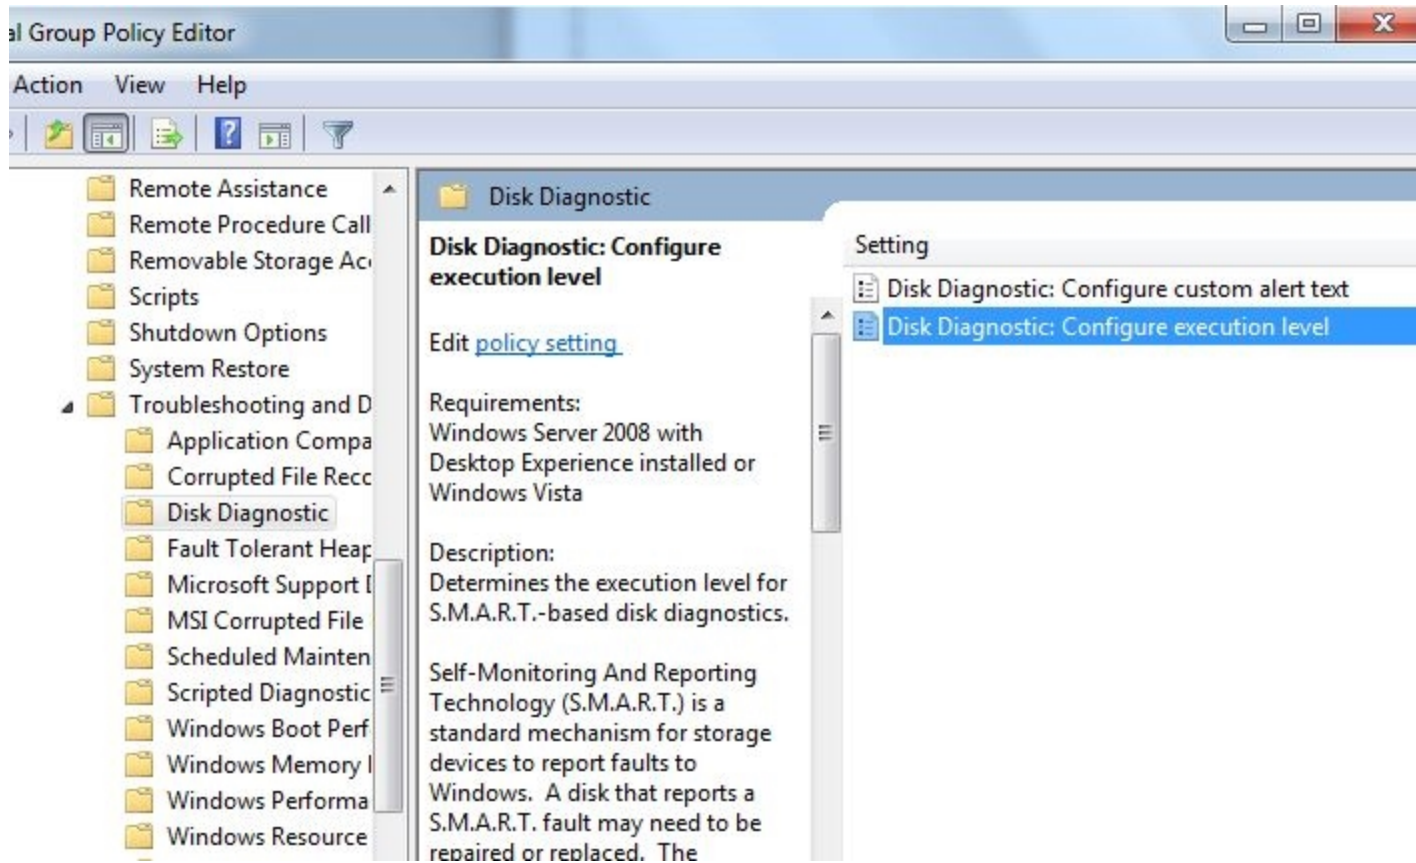 al Group Policy Editor
Action View Help
Remote Assistance
Remote Procedure Call
Removable Storage Acc
Scripts
Shutdown Options
System Restore
Troubleshooting and D
Application Compa
Corrupted File Recc
Disk Diagnostic
Fault Tolerant Heap
Microsoft Support D
MSI Corrupted File
Scheduled Mainten
Scripted Diagnostic
Windows Boot Perf
Windows Memory
Windows Performa
Windows Resource
Disk Diagnostic
Disk Diagnostic: Configure
execution level
Edit policy setting
Requirements:
Windows Server 2008 with
Desktop Experience installed or
Windows Vista
Description:
Determines the execution level for
S.M.A.R.T.-based disk diagnostics.
Self-Monitoring And Reporting
Technology (S.M.A.R.T.) is a
standard mechanism for storage
devices to report faults to
Windows. A disk that reports a
S.M.A.R.T. fault may need to be
repaired or replaced. The
Setting
Disk Diagnostic: Configure custom alert text
Disk Diagnostic: Configure execution level